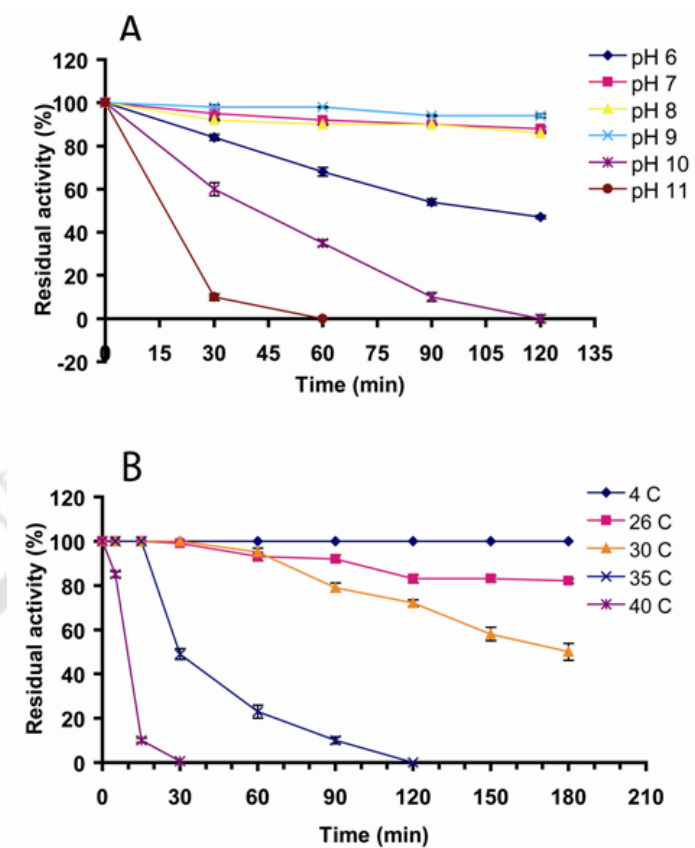 A
120
100
80
60
40
20
0
-20
Residual activity (%)
0 15 30 45 60 75 90 105 120 135
Time (min)
pH 6
pH 7
pH 8
pH 9
pH 10
pH 11
B
120
100
80
60
40
20
0
Residual activity (%)
0 30 60 90 120 150 180 210
Time (min)
4 C
26 C
30 C
35 C
40 C